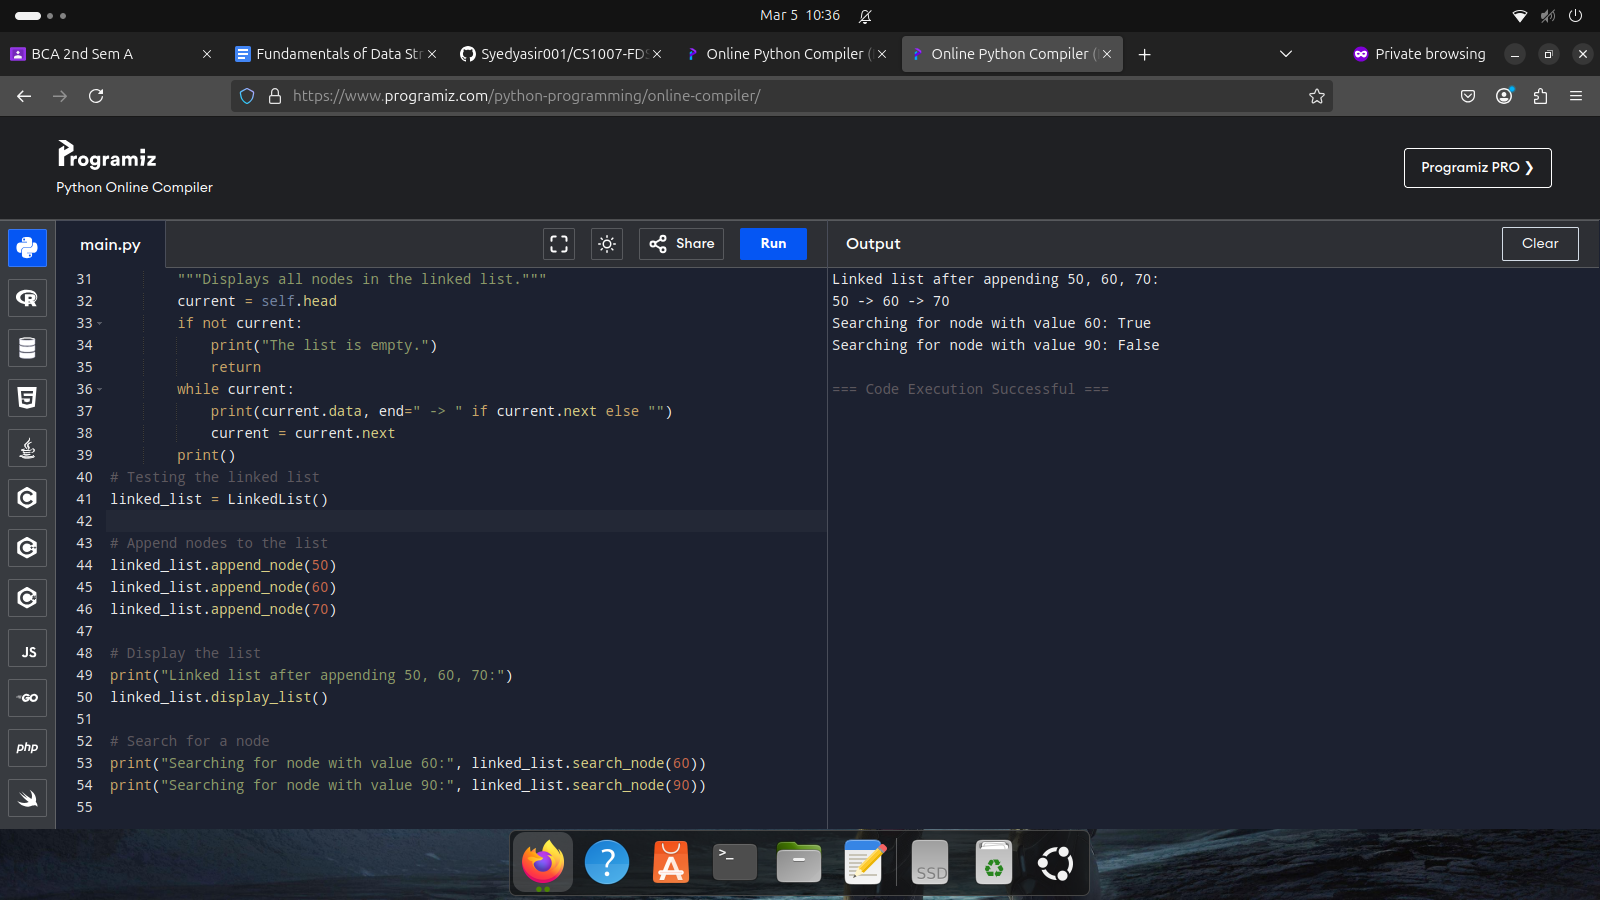 Mar 5 10:36
BCA 2nd Sem A
Fundamentals of Data Str
Syedyasir001/CS1007-FDS
Online Python Compiler (
Online Python Compiler (
Private browsing
https://www.programiz.com/python-programming/online-compiler/
Programiz
Python Online Compiler
Programiz PRO ❯
main.py
Share
Run
Output
Clear
31 """Displays all nodes in the linked list."""
32 current = self.head
33 if not current:
34 print("The list is empty.")
35 return
36 while current:
37 print(current.data, end=" -> " if current.next else "")
38 current = current.next
39 print()
40 # Testing the linked list
41 linked_list = LinkedList()
42
43 # Append nodes to the list
44 linked_list.append_node(50)
45 linked_list.append_node(60)
46 linked_list.append_node(70)
47
48 # Display the list
49 print("Linked list after appending 50, 60, 70:")
50 linked_list.display_list()
51
52 # Search for a node
53 print("Searching for node with value 60:", linked_list.search_node(60))
54 print("Searching for node with value 90:", linked_list.search_node(90))
55
Linked list after appending 50, 60, 70:
50 -> 60 -> 70
Searching for node with value 60: True
Searching for node with value 90: False
=== Code Execution Successful ===
R
5
C
C
C
JS
GO
php
?
A
>_
SSD